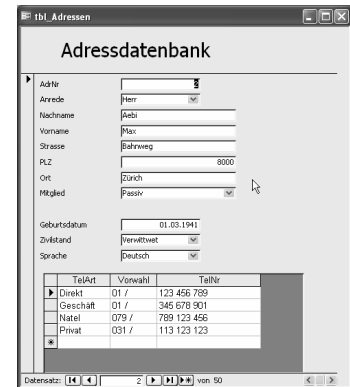 tbl_Adressen
Adressdatenbank
AdrNr 2
Anrede Herr
Nachname Aebi
Vorname Max
Strasse Bahnweg
PLZ 8000
Ort Zürich
Mitglied Passiv
Geburtsdatum 01.03.1941
Zivilstand Verwittwet
Sprache Deutsch
TelArt Vorwahl TelNr
Direkt 01 / 123 456 789
Geschäft 01 / 345 678 901
Natel 079 / 789 123 456
Privat 031 / 113 123 123
Datensatz: 2 von 50